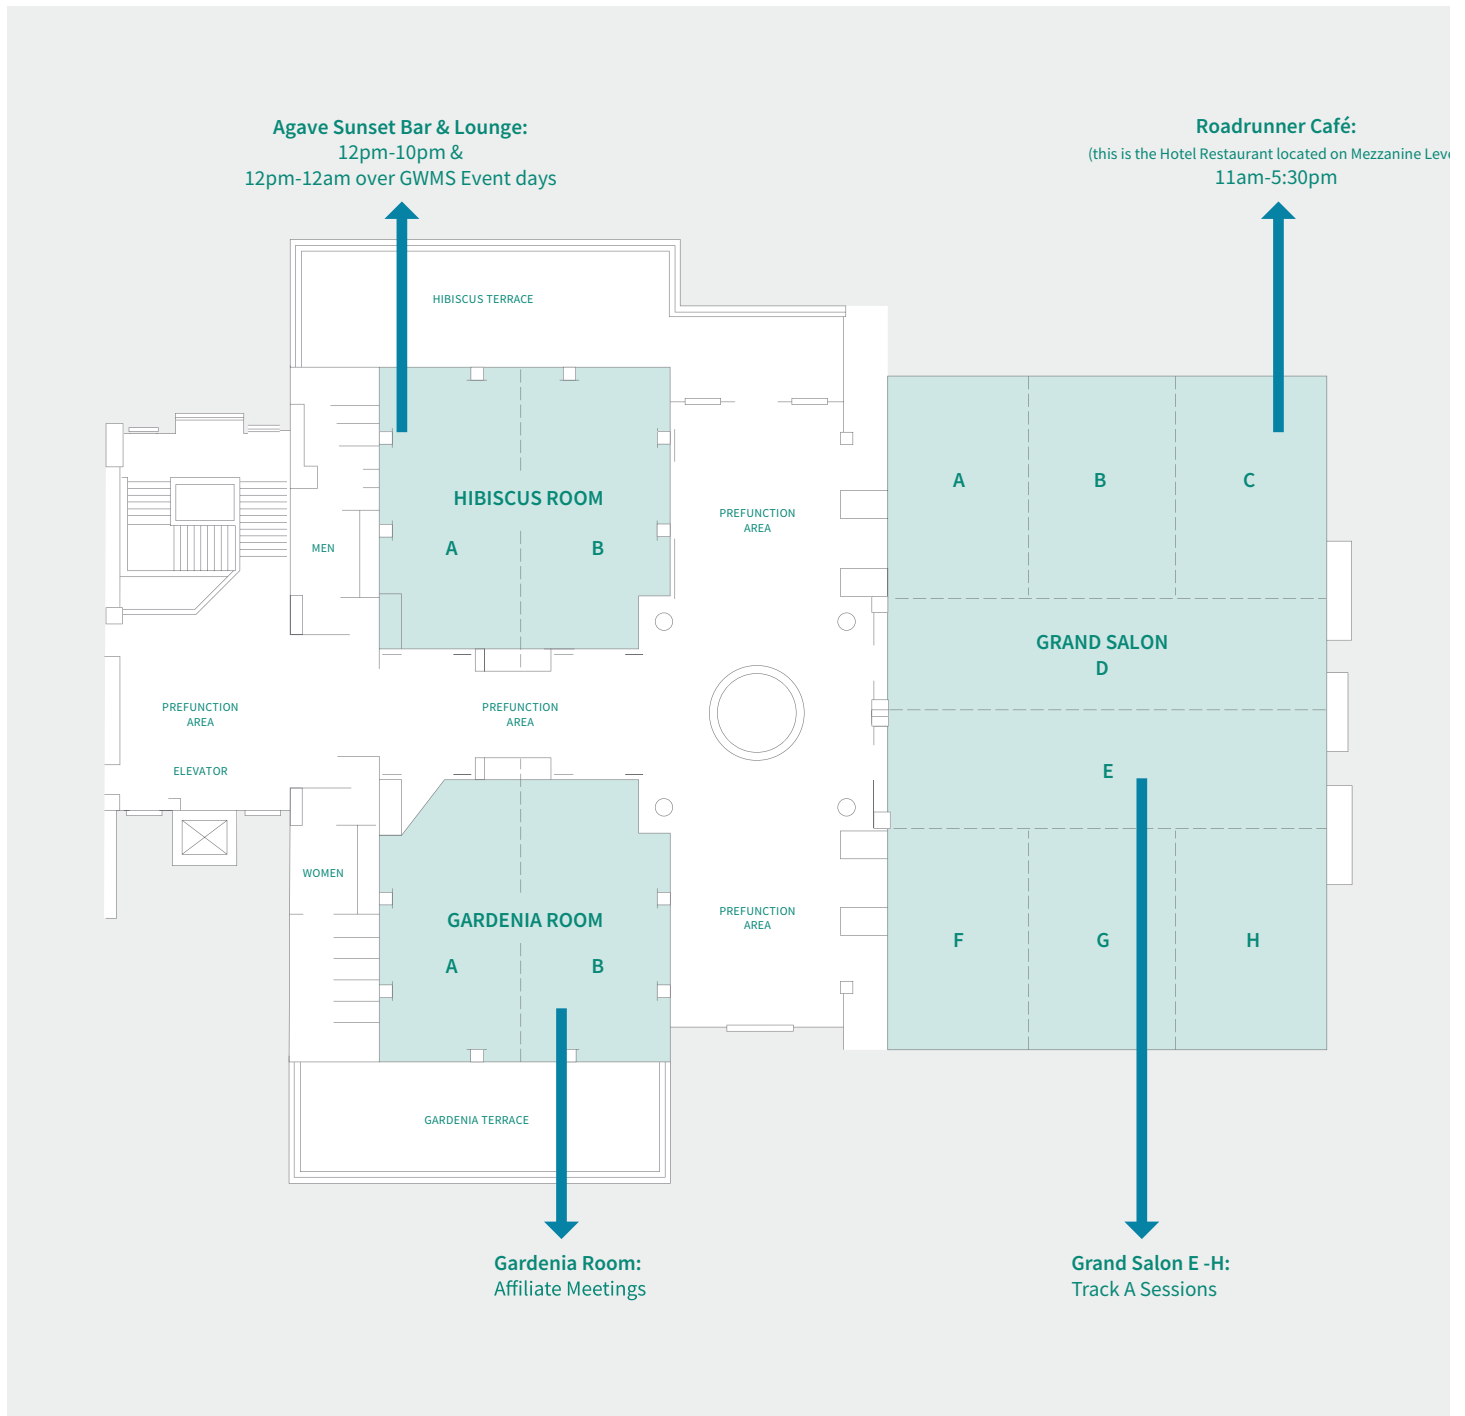 Agave Sunset Bar & Lounge:
12pm-10pm &
12pm-12am over GWMS Event days
Roadrunner Café:
(this is the Hotel Restaurant located on Mezzanine Leve
11am-5:30pm
HIBISCUS TERRACE
HIBISCUS ROOM
A B
MEN
PREFUNCTION
AREA
A B C
GRAND SALON
D
E
F G H
PREFUNCTION
AREA
ELEVATOR
PREFUNCTION
AREA
WOMEN
GARDENIA ROOM
A B
PREFUNCTION
AREA
GARDENIA TERRACE
Gardenia Room:
Affiliate Meetings
Grand Salon E -H:
Track A Sessions